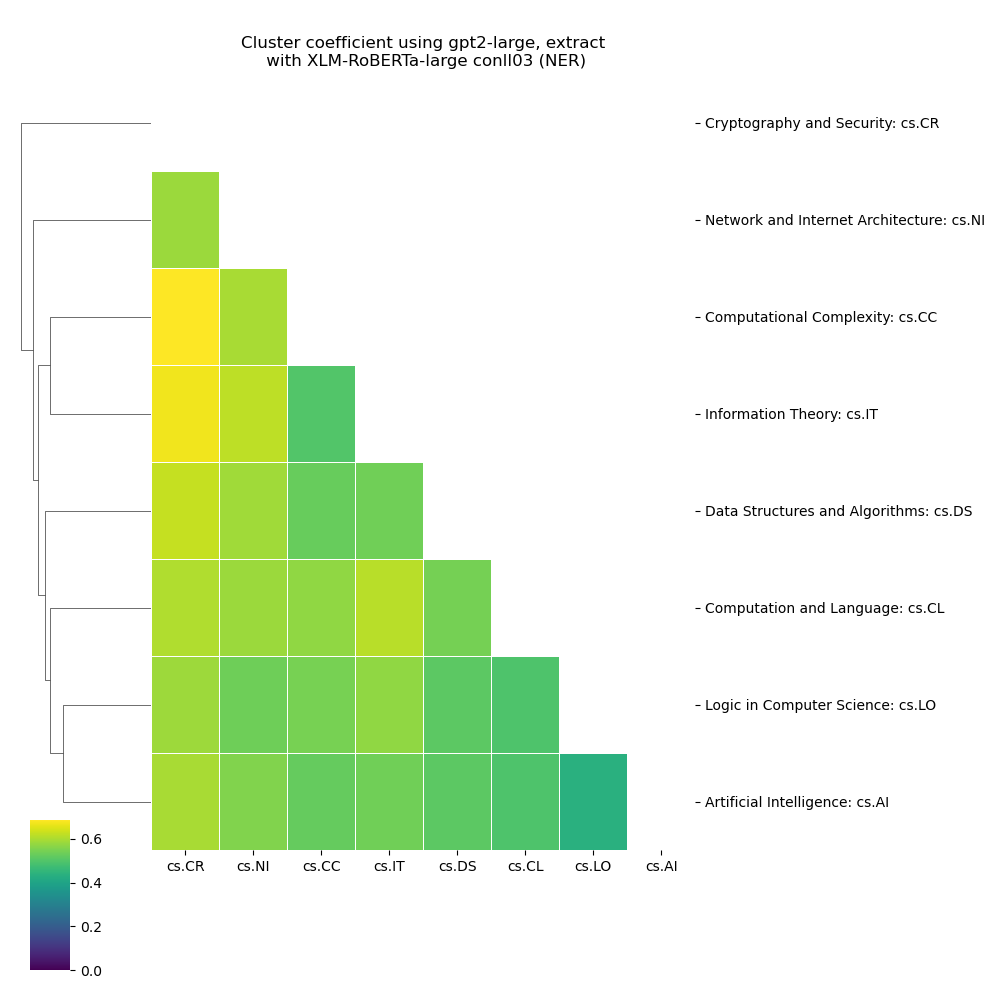 Cluster coefficient using gpt2-large, extract
with XLM-RoBERTa-large conll03 (NER)
Cryptography and Security: cs.CR
Network and Internet Architecture: cs.NI
Computational Complexity: cs.CC
Information Theory: cs.IT
Data Structures and Algorithms: cs.DS
Computation and Language: cs.CL
Logic in Computer Science: cs.LO
Artificial Intelligence: cs.AI
cs.CR cs.NI cs.CC cs.IT cs.DS cs.CL cs.LO cs.AI
0.6
0.4
0.2
0.0